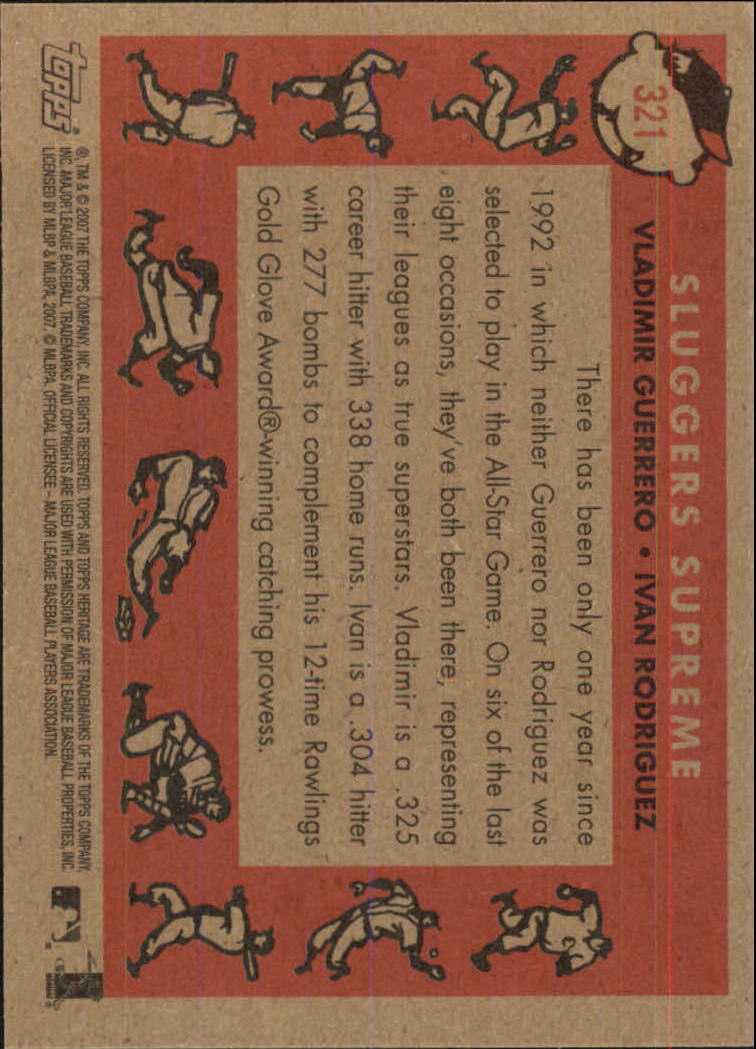 321
SLUGGERS SUPREME
VLADIMIR GUERRERO • IVAN RODRIGUEZ
There has been only one year since
1992 in which neither Guerrero nor Rodriguez was
selected to play in the All-Star Game. On six of the last
eight occasions, they've both been there, representing
their leagues as true superstars. Vladimir is a .325
career hitter with 338 home runs. Ivan is a .304 hitter
with 277 bombs to complement his 12-time Rawlings
Gold Glove Award®-winning catching prowess.
topps®
®, TM & © 2007 THE TOPPS COMPANY, INC. ALL RIGHTS RESERVED. TOPPS AND TOPPS HERITAGE ARE TRADEMARKS OF THE TOPPS COMPANY,
INC. MAJOR LEAGUE BASEBALL TRADEMARKS AND COPYRIGHTS ARE USED WITH PERMISSION OF MAJOR LEAGUE BASEBALL PROPERTIES, INC.
LICENSED BY MLBP & MLBPA, 2007. © MLBPA. OFFICIAL LICENSEE – MAJOR LEAGUE BASEBALL PLAYERS ASSOCIATION.